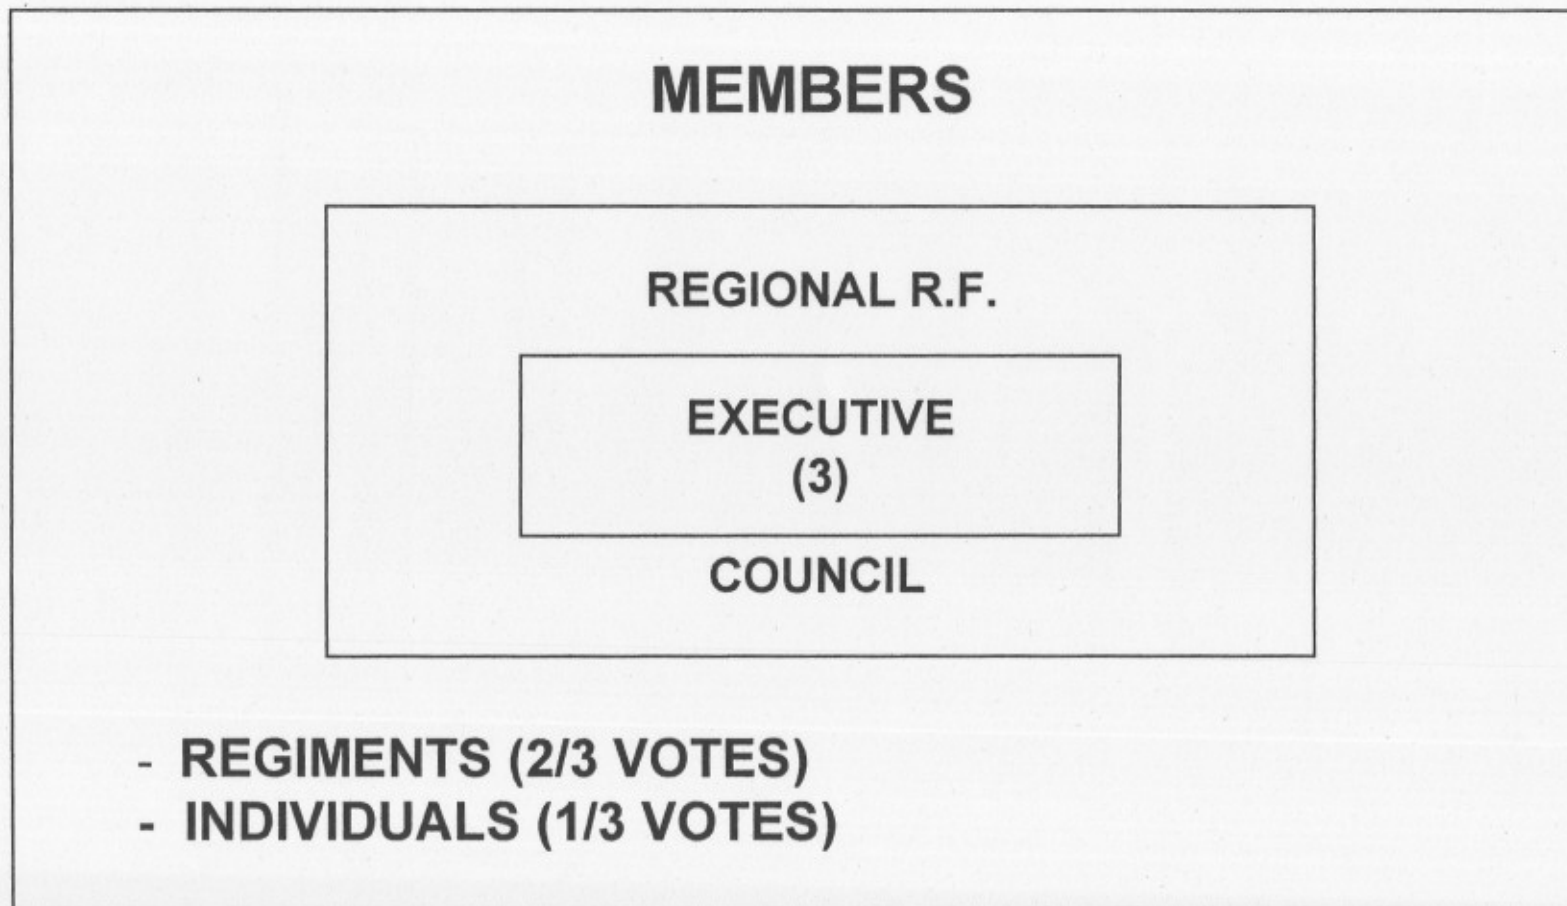 MEMBERS
REGIONAL R.F.
EXECUTIVE
(3)
COUNCIL
- REGIMENTS (2/3 VOTES)
- INDIVIDUALS (1/3 VOTES)